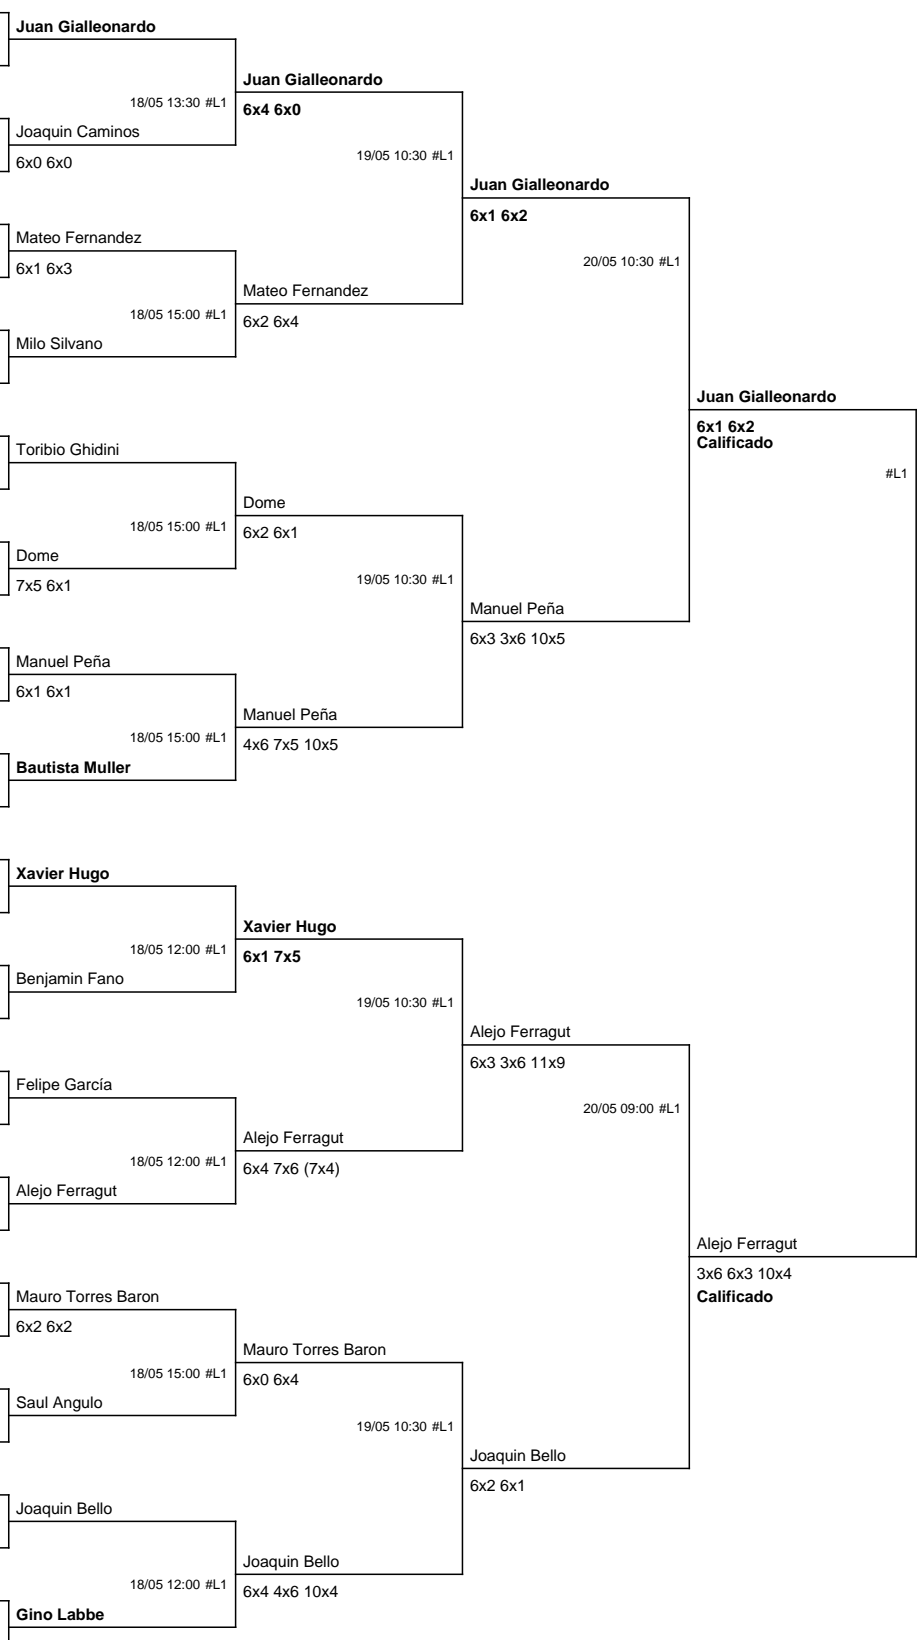 Juan Gialleonardo
Juan Gialleonardo
18/05 13:30 #L1
6x4 6x0
Joaquin Caminos
6x0 6x0
19/05 10:30 #L1
Juan Gialleonardo
6x1 6x2
Mateo Fernandez
6x1 6x3
20/05 10:30 #L1
Mateo Fernandez
18/05 15:00 #L1
6x2 6x4
Milo Silvano
Juan Gialleonardo
6x1 6x2
Calificado
Toribio Ghidini
#L1
Dome
18/05 15:00 #L1
6x2 6x1
Dome
7x5 6x1
19/05 10:30 #L1
Manuel Peña
6x3 3x6 10x5
Manuel Peña
6x1 6x1
Manuel Peña
18/05 15:00 #L1
4x6 7x5 10x5
Bautista Muller
Xavier Hugo
Xavier Hugo
18/05 12:00 #L1
6x1 7x5
Benjamin Fano
19/05 10:30 #L1
Alejo Ferragut
6x3 3x6 11x9
Felipe García
20/05 09:00 #L1
Alejo Ferragut
18/05 12:00 #L1
6x4 7x6 (7x4)
Alejo Ferragut
Alejo Ferragut
3x6 6x3 10x4
Calificado
Mauro Torres Baron
6x2 6x2
Mauro Torres Baron
18/05 15:00 #L1
6x0 6x4
Saul Angulo
19/05 10:30 #L1
Joaquin Bello
6x2 6x1
Joaquin Bello
Joaquin Bello
18/05 12:00 #L1
6x4 4x6 10x4
Gino Labbe